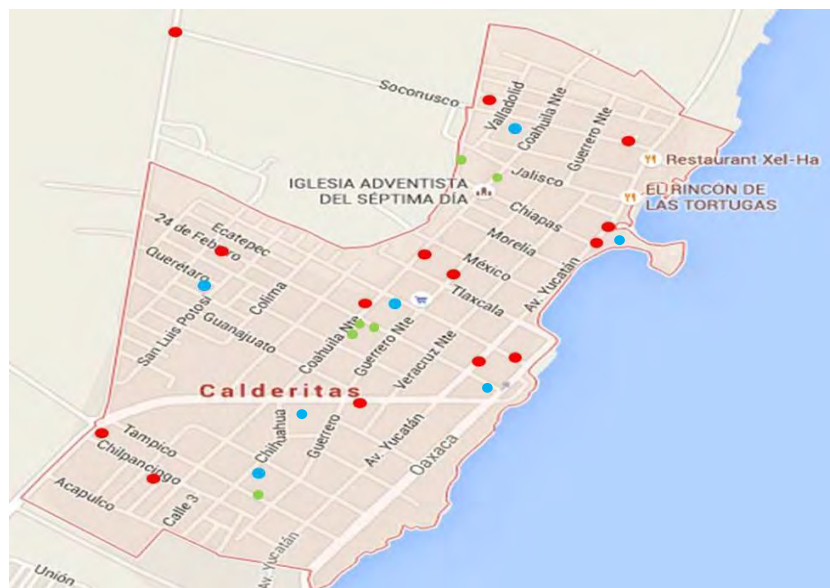 Soconusco
Valladolid
Coahuila Nte
Guerrero Nte
Restaurant Xel-Ha
Jalisco
IGLESIA ADVENTISTA
DEL SÉPTIMA DÍA
EL RINCÓN DE
LAS TORTUGAS
Chiapas
Ecatepec
24 de Febrero
Morelia
México
Querétaro
Colima
Av. Yucatán
Tlaxcala
San Luis Potosí
Guanajuato
Coahuila Nte
Guerrero Nte
Veracruz Nte
Calderitas
Tampico
Chihuahua
Guerrero
Av. Yucatán
Oaxaca
Chilpancingo
Acapulco
Calle 3
Av. Yucatán
Unión